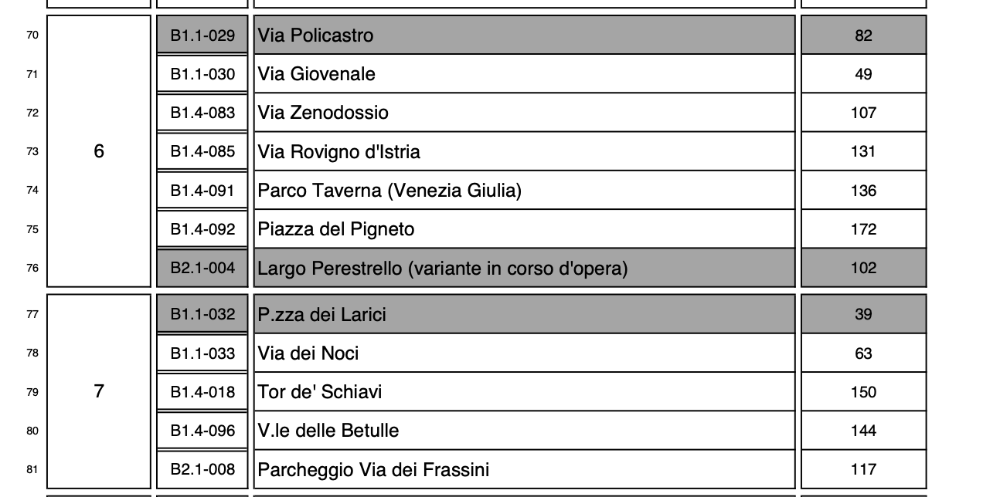 70 B1.1-029 Via Policastro 82
71 B1.1-030 Via Giovenale 49
72 B1.4-083 Via Zenodossio 107
73 6 B1.4-085 Via Rovigno d'Istria 131
74 B1.4-091 Parco Taverna (Venezia Giulia) 136
75 B1.4-092 Piazza del Pigneto 172
76 B2.1-004 Largo Perestrello (variante in corso d'opera) 102
77 B1.1-032 P.zza dei Larici 39
78 B1.1-033 Via dei Noci 63
79 7 B1.4-018 Tor de' Schiavi 150
80 B1.4-096 V.le delle Betulle 144
81 B2.1-008 Parcheggio Via dei Frassini 117